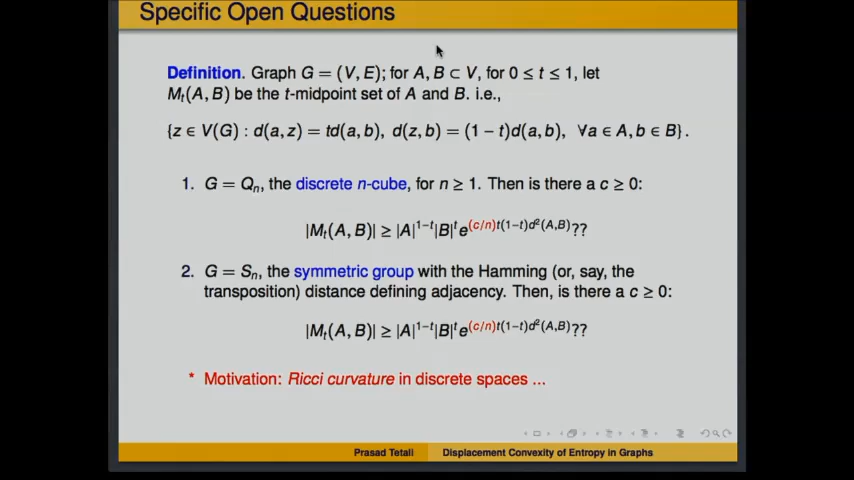 Specific Open Questions
Definition. Graph G = (V, E); for A, B ⊂ V, for 0 ≤ t ≤ 1, let
M_t(A, B) be the t-midpoint set of A and B. i.e.,
{z ∈ V(G) : d(a, z) = td(a, b), d(z, b) = (1 − t)d(a, b), ∀a ∈ A, b ∈ B}.
1. G = Q_n, the discrete n-cube, for n ≥ 1. Then is there a c ≥ 0:
|M_t(A, B)| ≥ |A|^{1−t}|B|^t e^{(c/n)t(1−t)d²(A,B)}??
2. G = S_n, the symmetric group with the Hamming (or, say, the
transposition) distance defining adjacency. Then, is there a c ≥ 0:
|M_t(A, B)| ≥ |A|^{1−t}|B|^t e^{(c/n)t(1−t)d²(A,B)}??
* Motivation: Ricci curvature in discrete spaces ...
Prasad Tetali Displacement Convexity of Entropy in Graphs